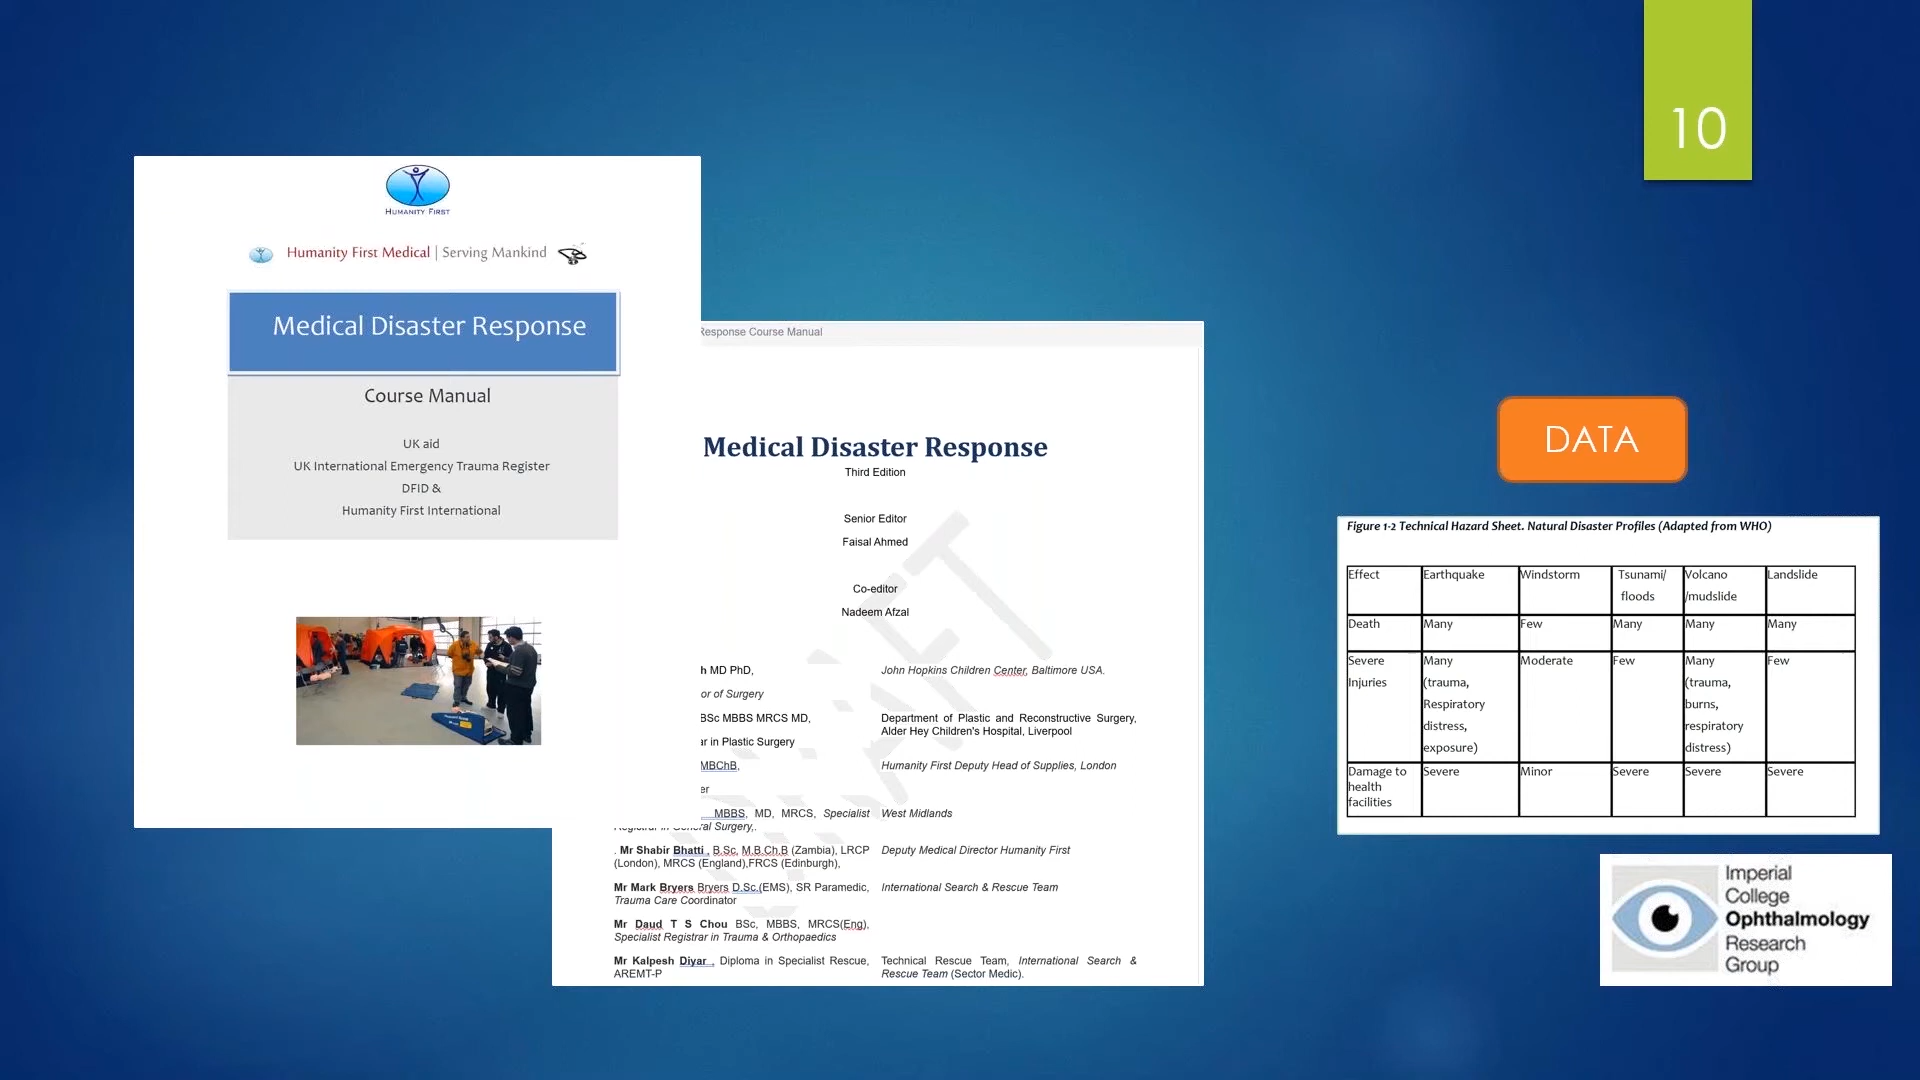 10
HUMANITY FIRST
Humanity First Medical | Serving Mankind
Medical Disaster Response
Course Manual
UK aid
UK International Emergency Trauma Register
DFID &
Humanity First International
Response Course Manual
Medical Disaster Response
Third Edition
Senior Editor
Faisal Ahmed
Co-editor
Nadeem Afzal
h MD PhD,
John Hopkins Children Center, Baltimore USA.
or of Surgery
BSc MBBS MRCS MD,
Department of Plastic and Reconstructive Surgery,
Alder Hey Children's Hospital, Liverpool
ar in Plastic Surgery
MBChB,
Humanity First Deputy Head of Supplies, London
er
MBBS, MD, MRCS, Specialist
West Midlands
Registrar in General Surgery,.
. Mr Shabir Bhatti , B.Sc, M.B.Ch.B (Zambia), LRCP
Deputy Medical Director Humanity First
(London), MRCS (England),FRCS (Edinburgh),
Mr Mark Bryers Bryers D.Sc.(EMS), SR Paramedic,
International Search & Rescue Team
Trauma Care Coordinator
Mr Daud T S Chou BSc, MBBS, MRCS(Eng),
Specialist Registrar in Trauma & Orthopaedics
Mr Kalpesh Diyar , Diploma in Specialist Rescue,
AREMT-P
Technical Rescue Team, International Search &
Rescue Team (Sector Medic).
DATA
Figure 1-2 Technical Hazard Sheet. Natural Disaster Profiles (Adapted from WHO)
Effect Earthquake Windstorm Tsunami/ Volcano Landslide
floods /mudslide
Death Many Few Many Many Many
Severe Many Moderate Few Many Few
Injuries (trauma, (trauma,
Respiratory burns,
distress, respiratory
exposure) distress)
Damage to Severe Minor Severe Severe Severe
health
facilities
Imperial
College
Ophthalmology
Research
Group